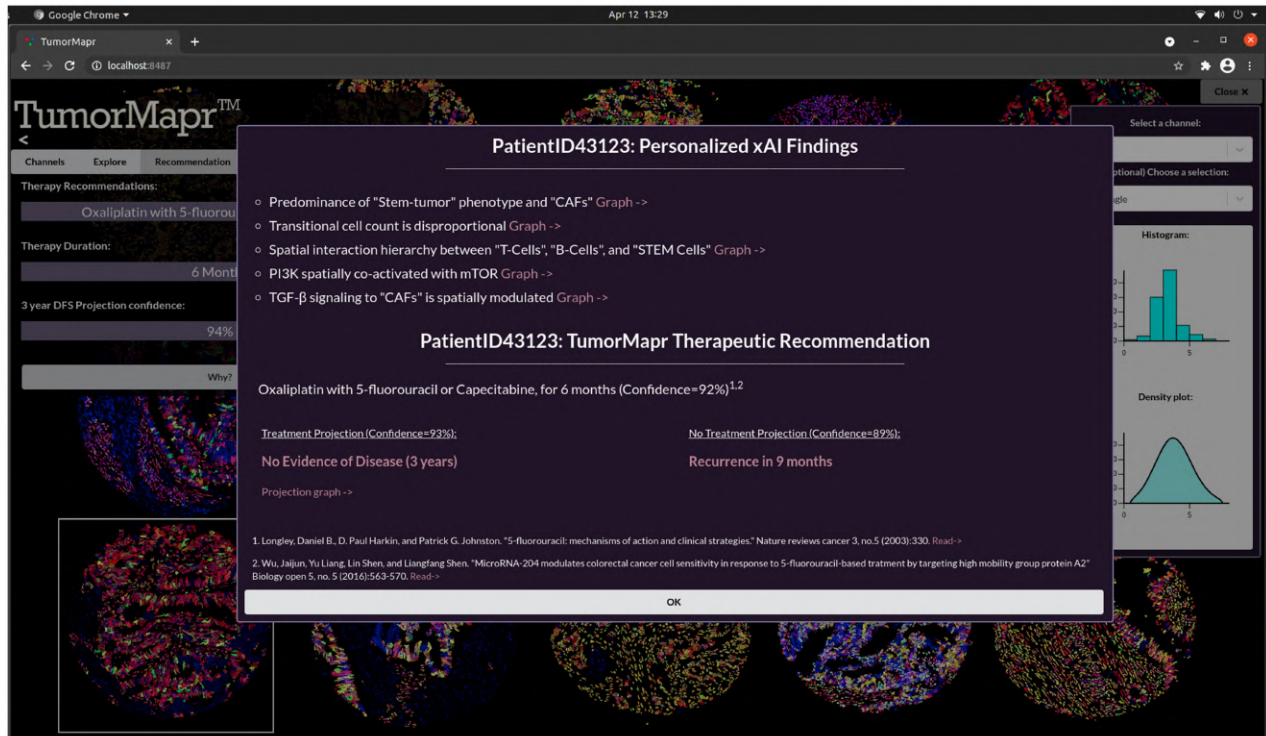 Google Chrome
Apr 12 13:29
TumorMapr
localhost:8487
TumorMapr™
Close ×
<
Channels Explore Recommendation
Therapy Recommendations:
Oxaliplatin with 5-fluorou
Therapy Duration:
6 Mont
3 year DFS Projection confidence:
94%
Why?
PatientID43123: Personalized xAI Findings
Predominance of "Stem-tumor" phenotype and "CAFs" Graph ->
Transitional cell count is disproportional Graph ->
Spatial interaction hierarchy between "T-Cells", "B-Cells", and "STEM Cells" Graph ->
PI3K spatially co-activated with mTOR Graph ->
TGF-β signaling to "CAFs" is spatially modulated Graph ->
PatientID43123: TumorMapr Therapeutic Recommendation
Oxaliplatin with 5-fluorouracil or Capecitabine, for 6 months (Confidence=92%)1,2
Treatment Projection (Confidence=93%):
No Evidence of Disease (3 years)
Projection graph ->
No Treatment Projection (Confidence=89%):
Recurrence in 9 months
1. Longley, Daniel B., D. Paul Harkin, and Patrick G. Johnston. "5-fluorouracil: mechanisms of action and clinical strategies." Nature reviews cancer 3, no.5 (2003):330. Read->
2. Wu, Jaijun, Yu Liang, Lin Shen, and Liangfang Shen. "MicroRNA-204 modulates colorectal cancer cell sensitivity in response to 5-fluorouracil-based tratment by targeting high mobility group protein A2"
Biology open 5, no. 5 (2016):563-570. Read->
OK
Select a channel:
ptional) Choose a selection:
gle
Histogram:
0 5
Density plot:
0 5